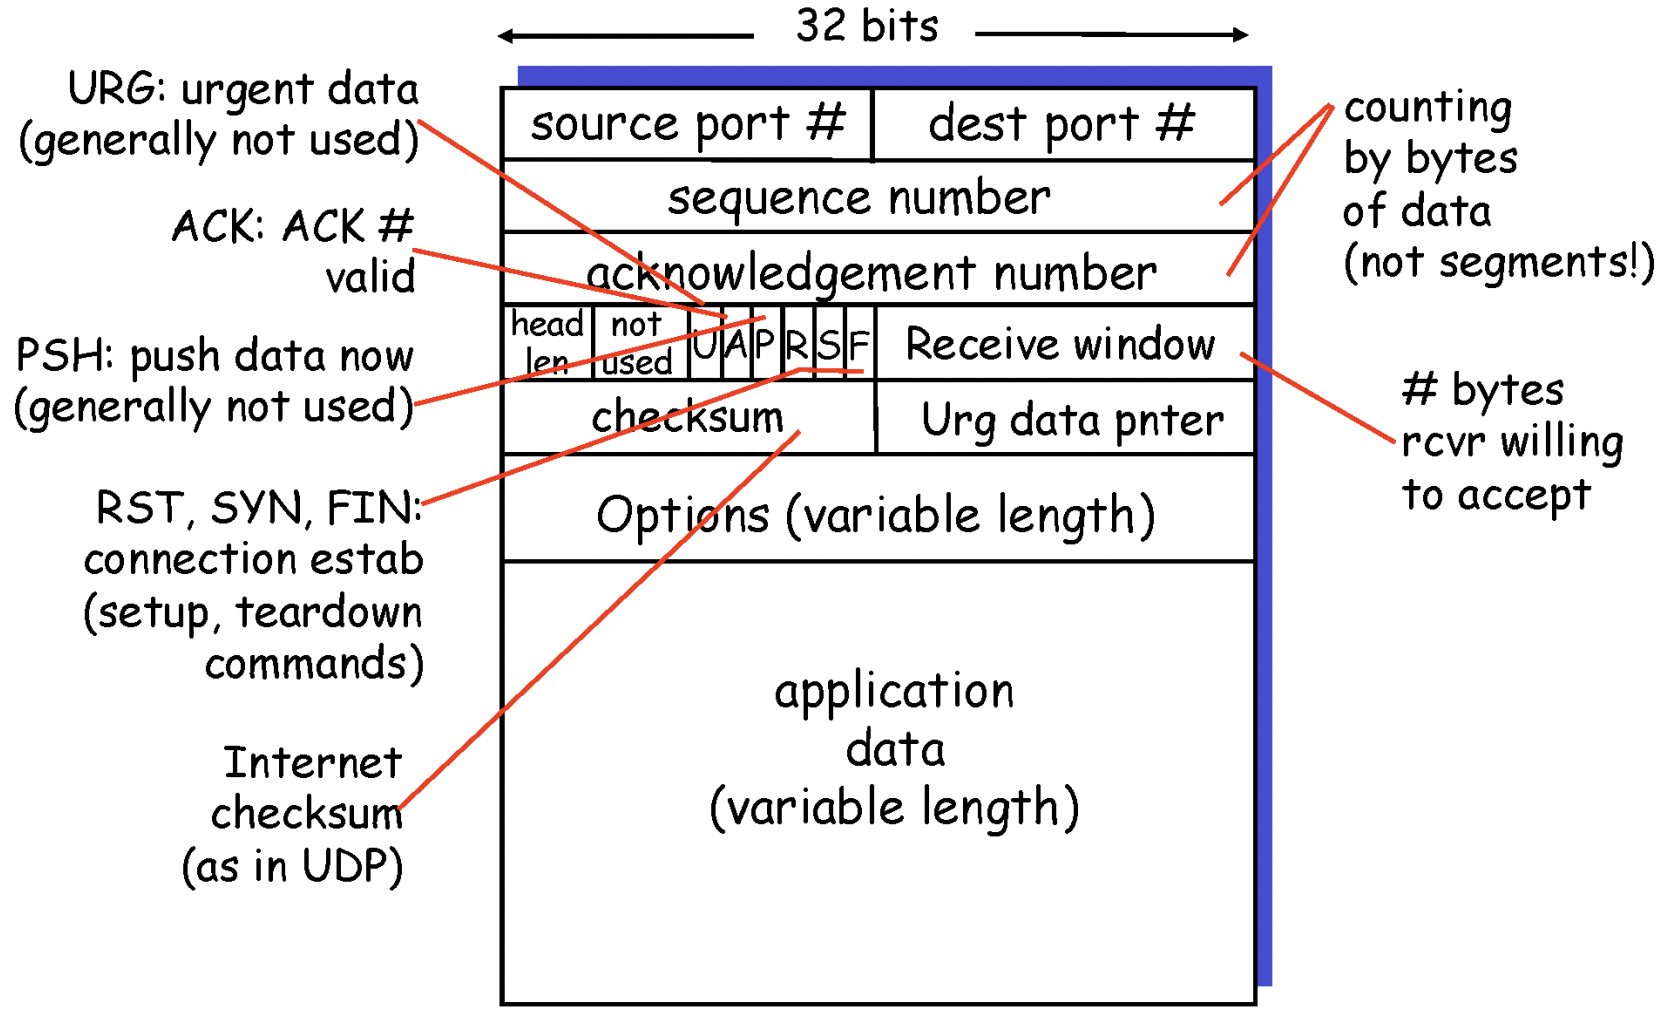 32 bits
URG: urgent data
(generally not used)
ACK: ACK #
valid
PSH: push data now
(generally not used)
RST, SYN, FIN:
connection estab
(setup, teardown
commands)
Internet
checksum
(as in UDP)
source port #
dest port #
sequence number
acknowledgement number
head
len
not
used
U
A
P
R
S
F
Receive window
checksum
Urg data pnter
Options (variable length)
application
data
(variable length)
counting
by bytes
of data
(not segments!)
# bytes
rcvr willing
to accept